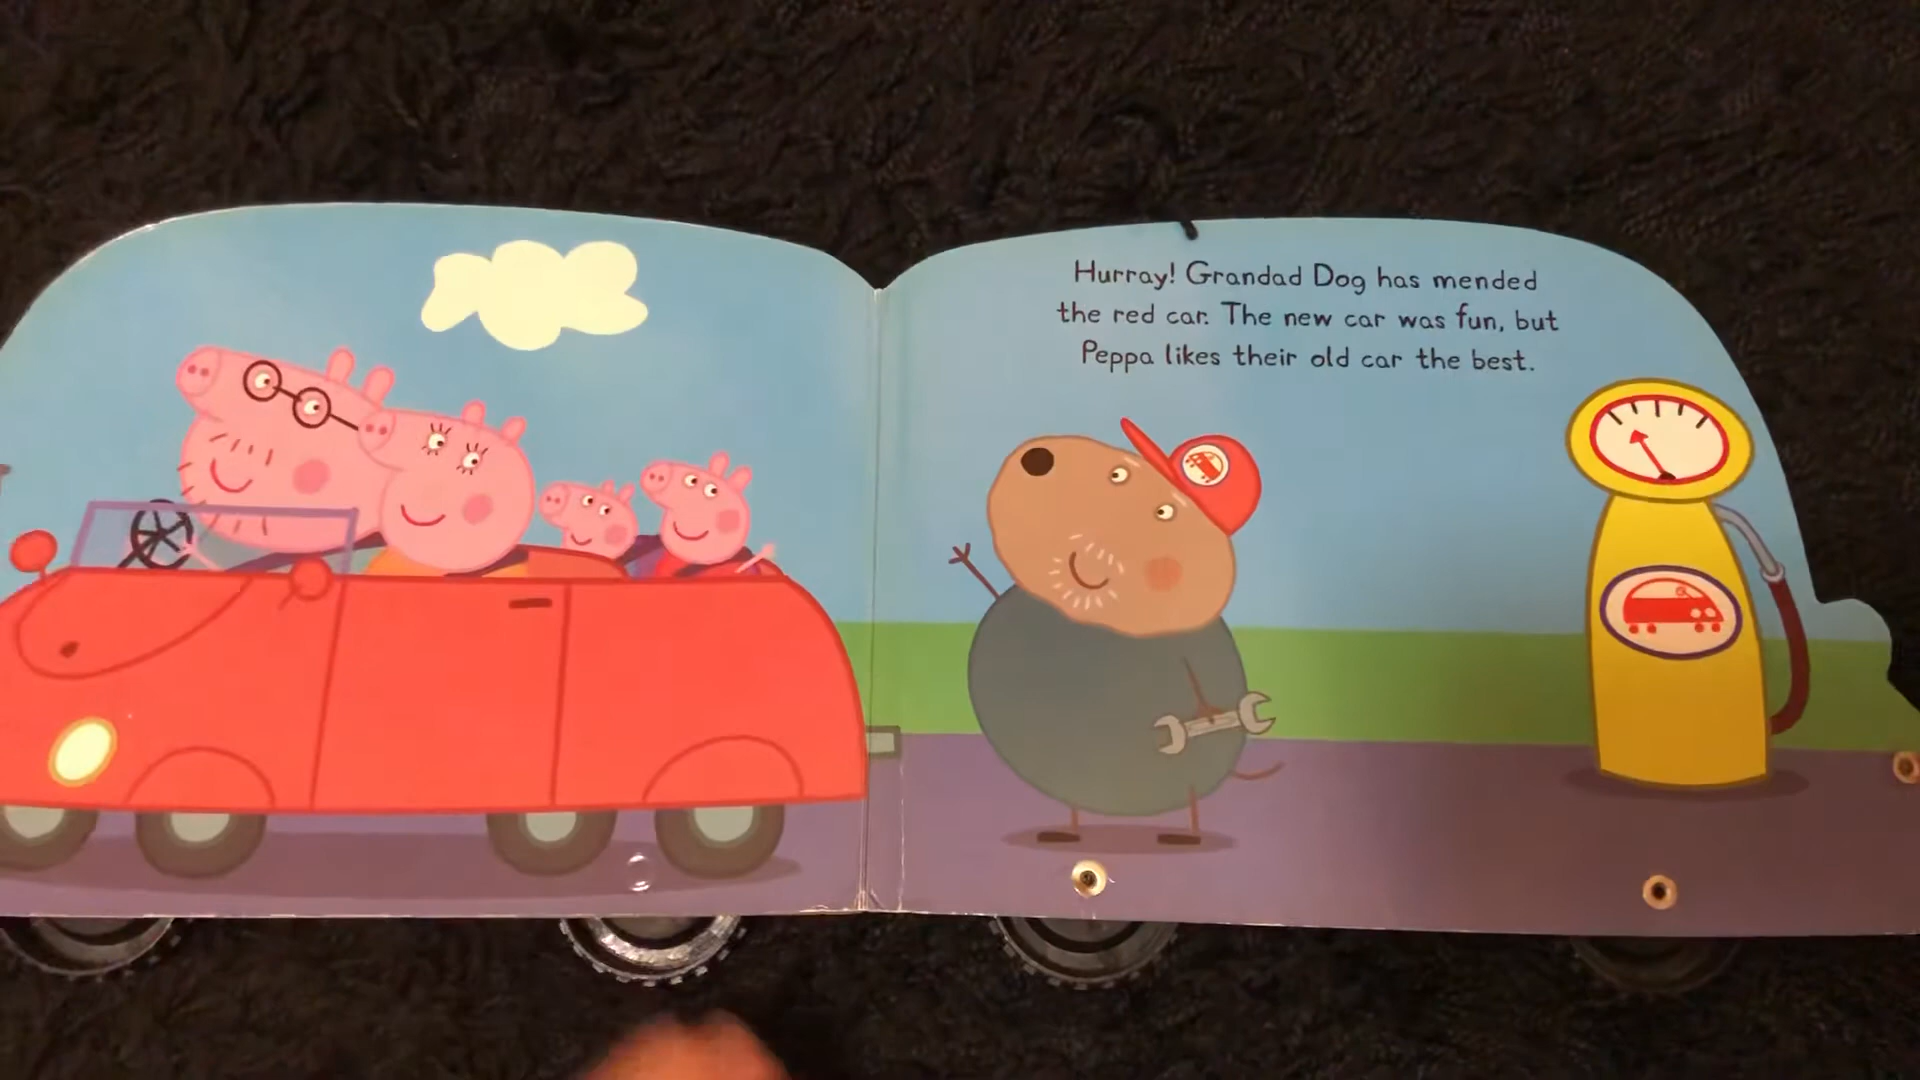 Hurray! Grandad Dog has mended
the red car. The new car was fun, but
Peppa likes their old car the best.